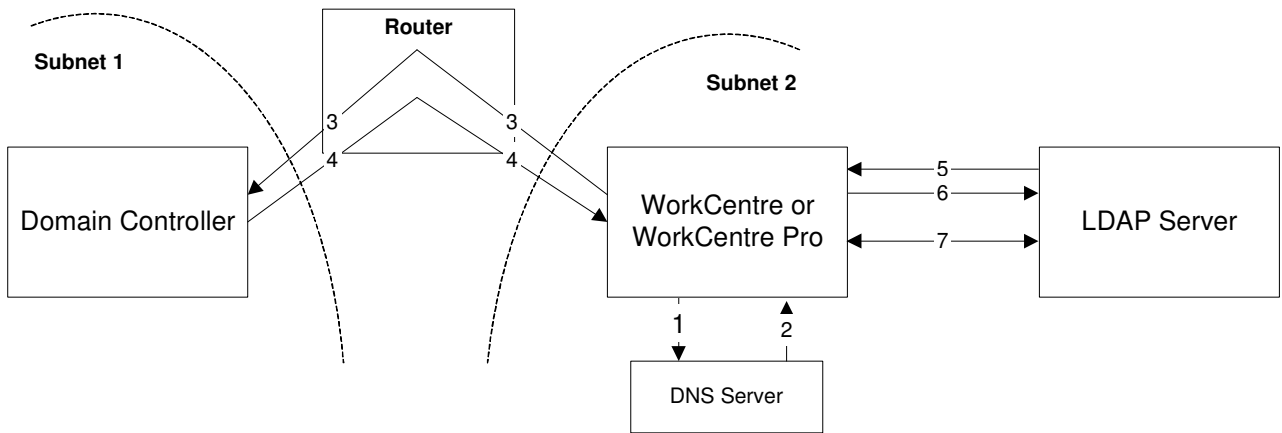 Router
Subnet 1
Subnet 2
3
3
4
4
Domain Controller
WorkCentre or
WorkCentre Pro
5
6
7
LDAP Server
1
2
DNS Server